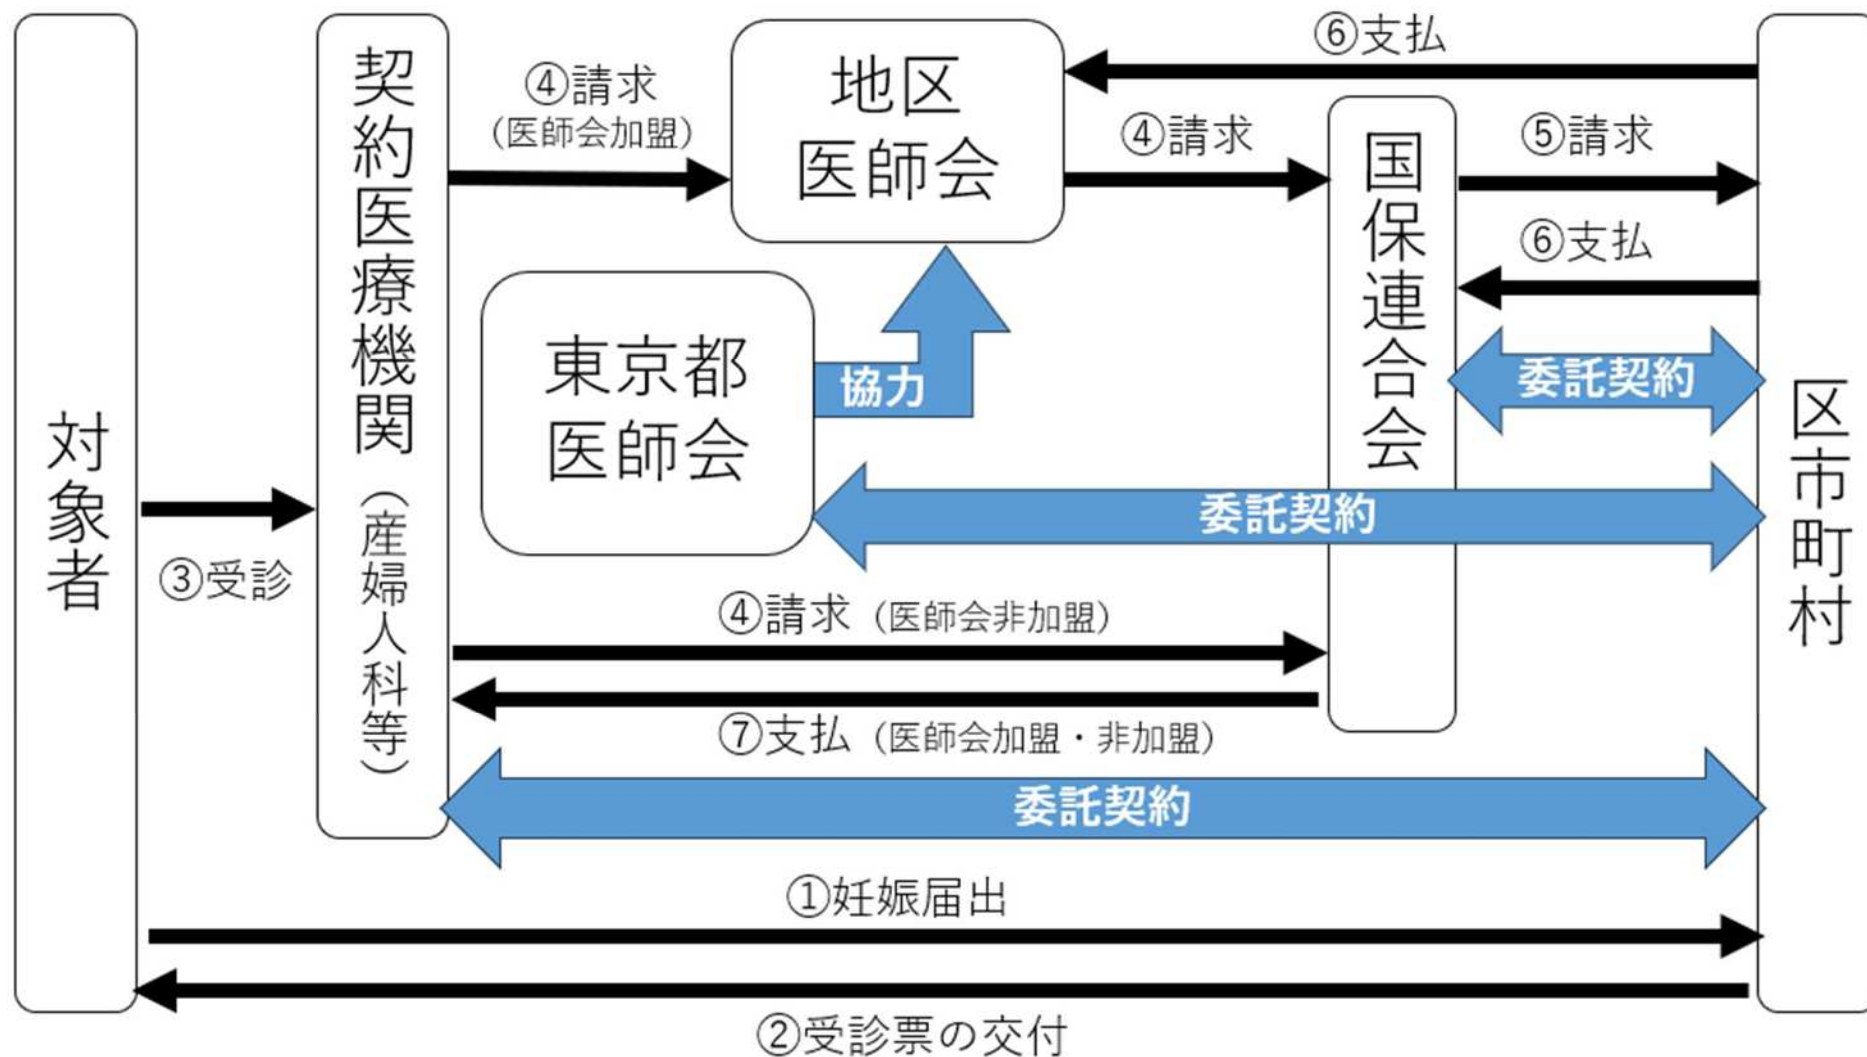 対象者
契約医療機関（産婦人科等）
④請求
（医師会加盟）
地区
医師会
⑥支払
④請求
国保連合会
⑤請求
⑥支払
東京都
医師会
協力
委託契約
区市町村
委託契約
③受診
④請求（医師会非加盟）
⑦支払（医師会加盟・非加盟）
委託契約
①妊娠届出
②受診票の交付